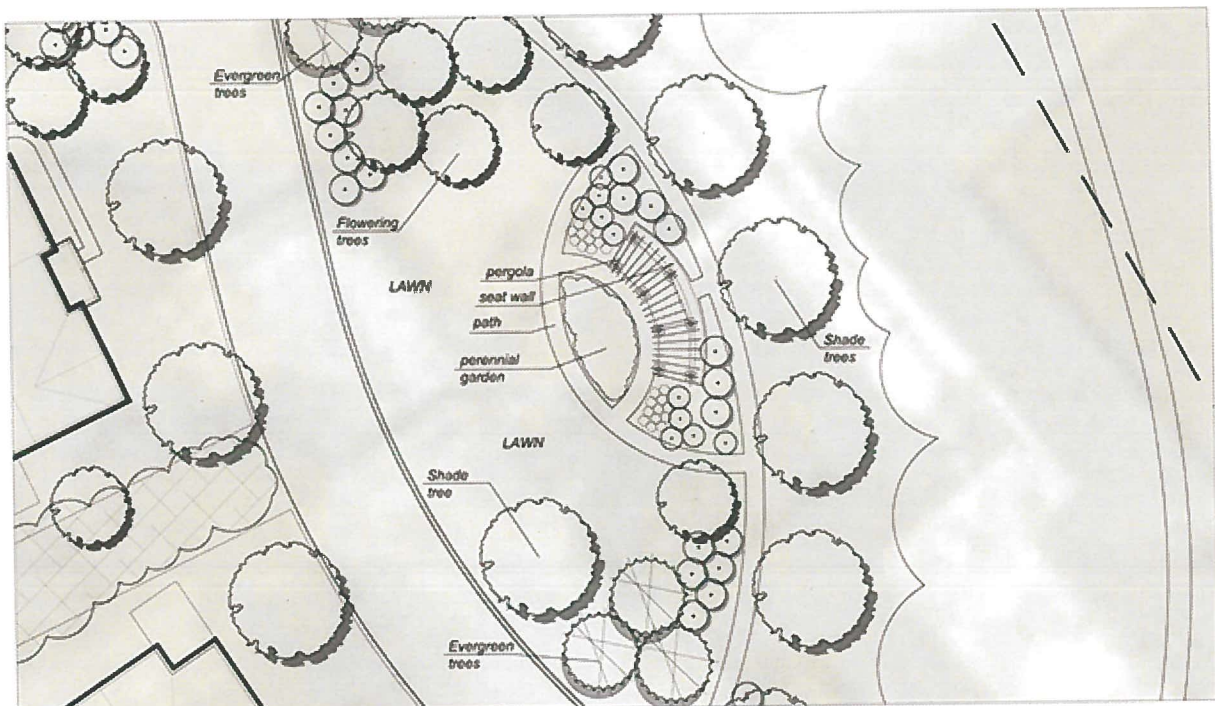 Evergreen
trees
Flowering
trees
LAWN
pergola
seat wall
path
perennial
garden
Shade
trees
LAWN
Shade
tree
Evergreen
trees